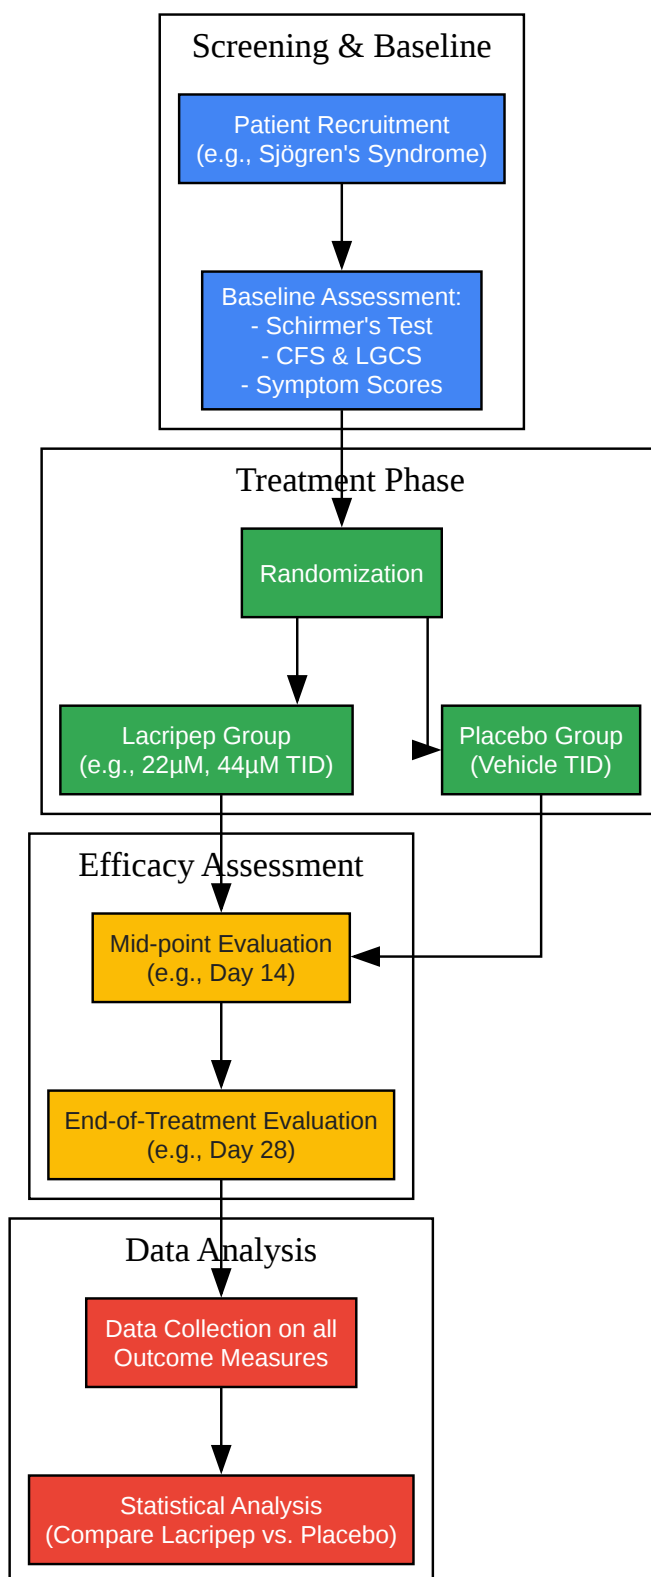 Screening & Baseline
Patient Recruitment
(e.g., Sjögren's Syndrome)
Baseline Assessment:
- Schirmer's Test
- CFS & LGCS
- Symptom Scores
Treatment Phase
Randomization
Lacripep Group
(e.g., 22µM, 44µM TID)
Placebo Group
(Vehicle TID)
Efficacy Assessment
Mid-point Evaluation
(e.g., Day 14)
End-of-Treatment Evaluation
(e.g., Day 28)
Data Analysis
Data Collection on all
Outcome Measures
Statistical Analysis
(Compare Lacripep vs. Placebo)